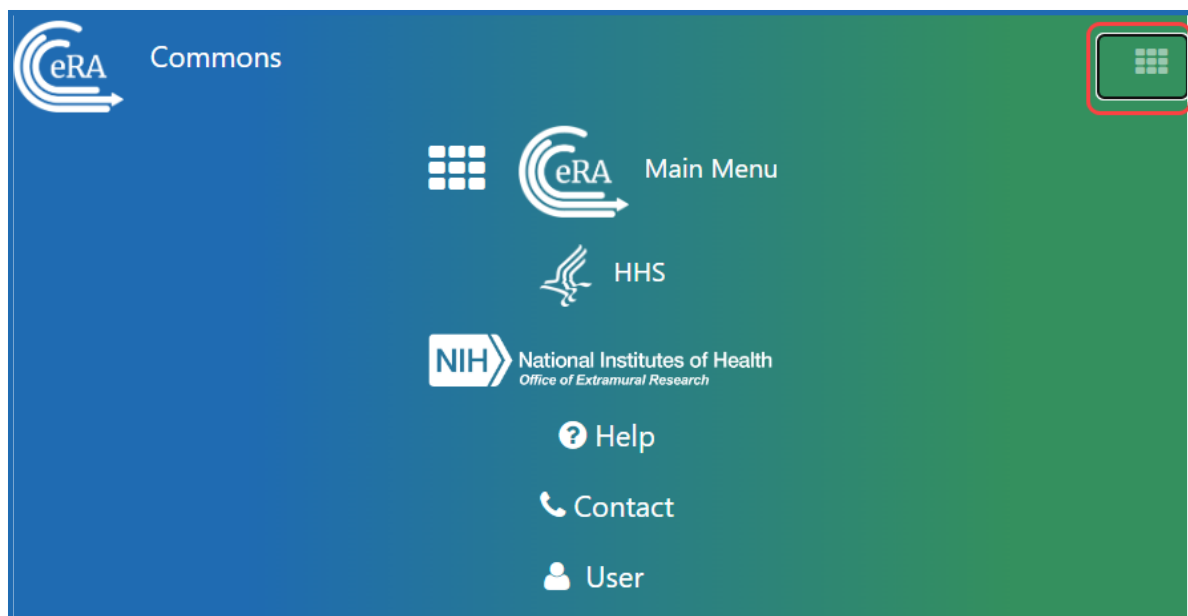 eRA Commons
eRA Main Menu
HHS
NIH National Institutes of Health
Office of Extramural Research
? Help
Contact
User